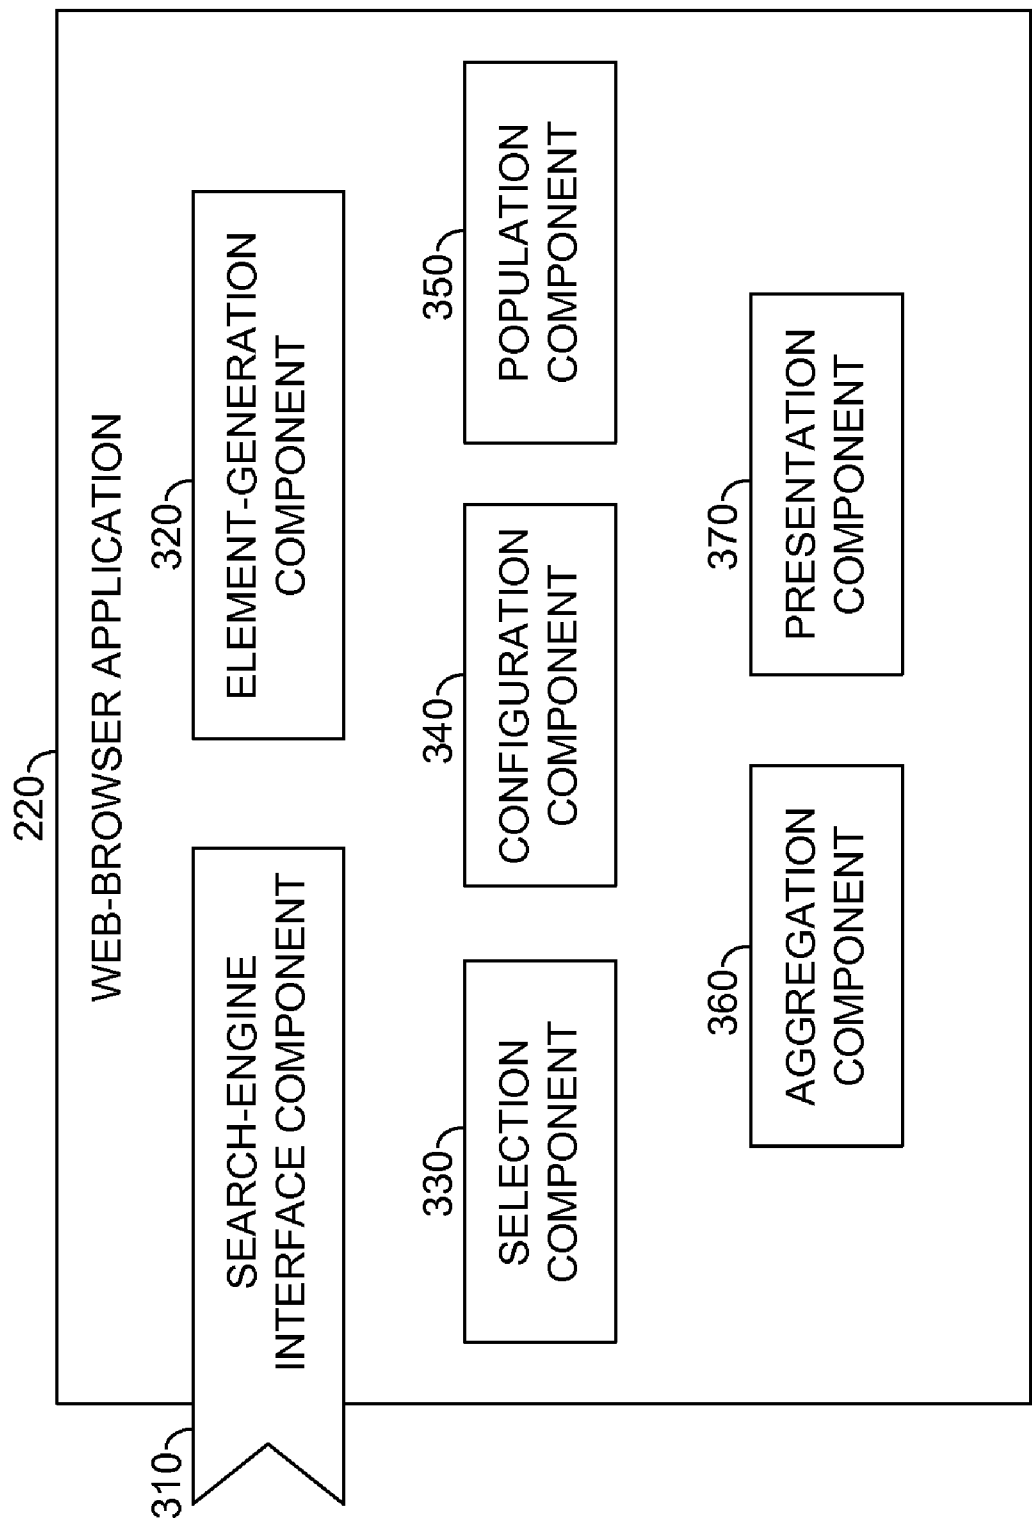 220
WEB-BROWSER APPLICATION
310
SEARCH-ENGINE
INTERFACE COMPONENT
320
ELEMENT-GENERATION
COMPONENT
330
SELECTION
COMPONENT
340
CONFIGURATION
COMPONENT
350
POPULATION
COMPONENT
360
AGGREGATION
COMPONENT
370
PRESENTATION
COMPONENT